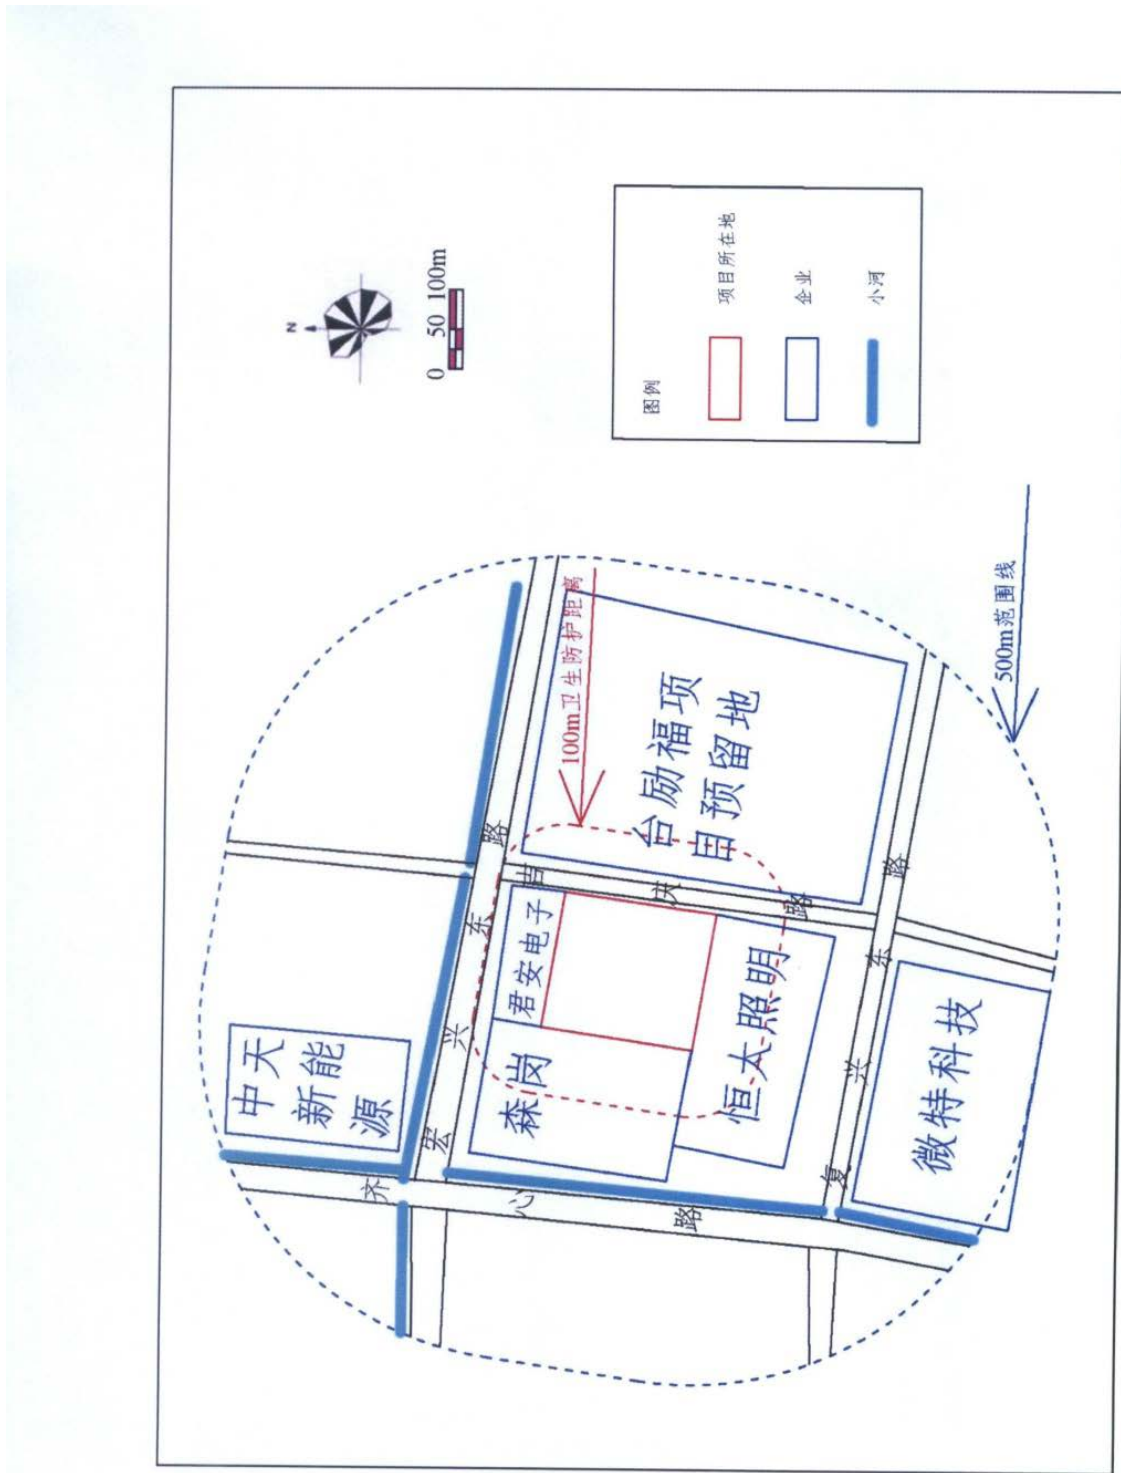 N
0 50 100m
图例
项目所在地
企业
小河
500m范围线
100m卫生防护距离
台励福项
目预留地
君安电子
森岗
恒太照明
中天
新能
源
微特科技
宏兴东路
吉庆路
复兴东路
齐心路